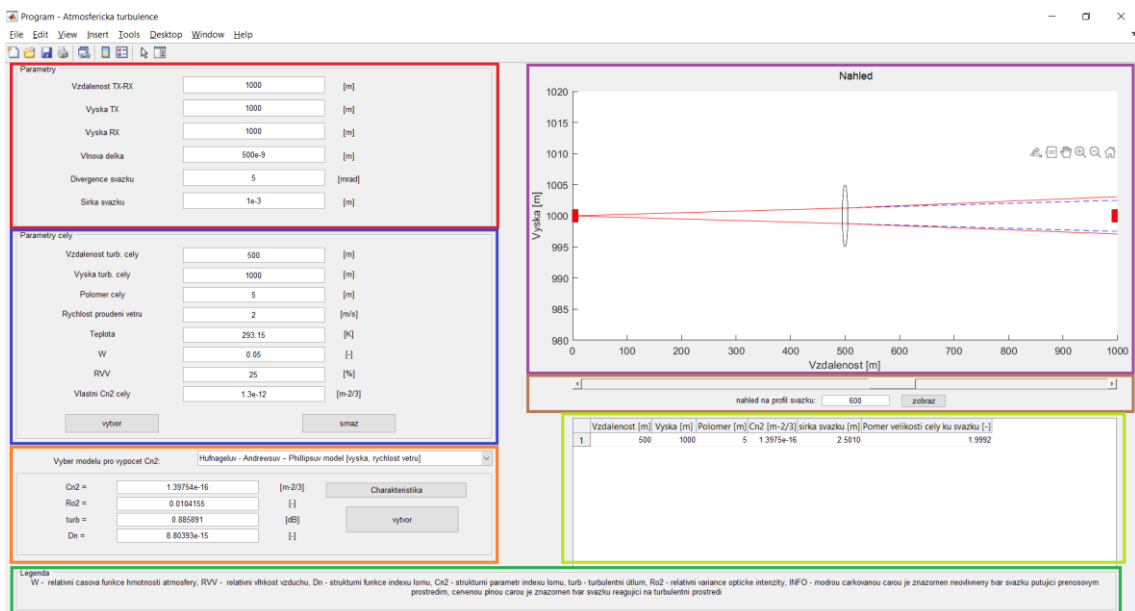 Program - Atmosfericka turbulence
File Edit View Insert Tools Desktop Window Help
Parametry
Vzdalenost TX-RX 1000 [m]
Vyska TX 1000 [m]
Vyska RX 1000 [m]
Vlnova delka 500e-9 [m]
Divergence svazku 5 [mrad]
Sirka svazku 1e-3 [m]
Parametry cely
Vzdalenost turb. cely 500 [m]
Vyska turb. cely 1000 [m]
Polomer cely 5 [m]
Rychlost proudeni vetru 2 [m/s]
Teplota 293.15 [K]
W 0.05 [-]
RVV 25 [%]
Vlastni Cn2 cely 1.3e-12 [m-2/3]
vytvor smaz
Vyber modelu pro vypocet Cn2: Hufnageluv - Andrewsuv - Phillipsuv model [vyska, rychlost vetru]
Cn2 = 1.39754e-16 [m-2/3] Charakteristika
Ro2 = 0.0104155 [-]
turb = 0.885891 [dB] vytvor
Dn = 8.80393e-15 [-]
Nahled
1020
1015
1010
1005
1000
995
990
985
980
Vyska [m]
0 100 200 300 400 500 600 700 800 900 1000
Vzdalenost [m]
nahled na profil svazku: 600 zobraz
Vzdalenost [m] Vyska [m] Polomer [m] Cn2 [m-2/3] sirka svazku [m] Pomer velikosti cely ku svazku [-]
1 500 1000 5 1.3975e-16 2.5010 1.9992
Legenda
W - relativni casova funkce hmotnosti atmosfery, RVV - relativni vlhkost vzduchu, Dn - strukturni funkce indexu lomu, Cn2 - strukturni parametr indexu lomu, turb - turbulentni útlum, Ro2 - relativni variance opticke intenzity, INFO - modrou carkovanou carou je znazornen neovlivneny tvar svazku putujici prenosovym
prostredim, cervenou plnou carou je znazornen tvar svazku reagujici na turbulentni prostredi